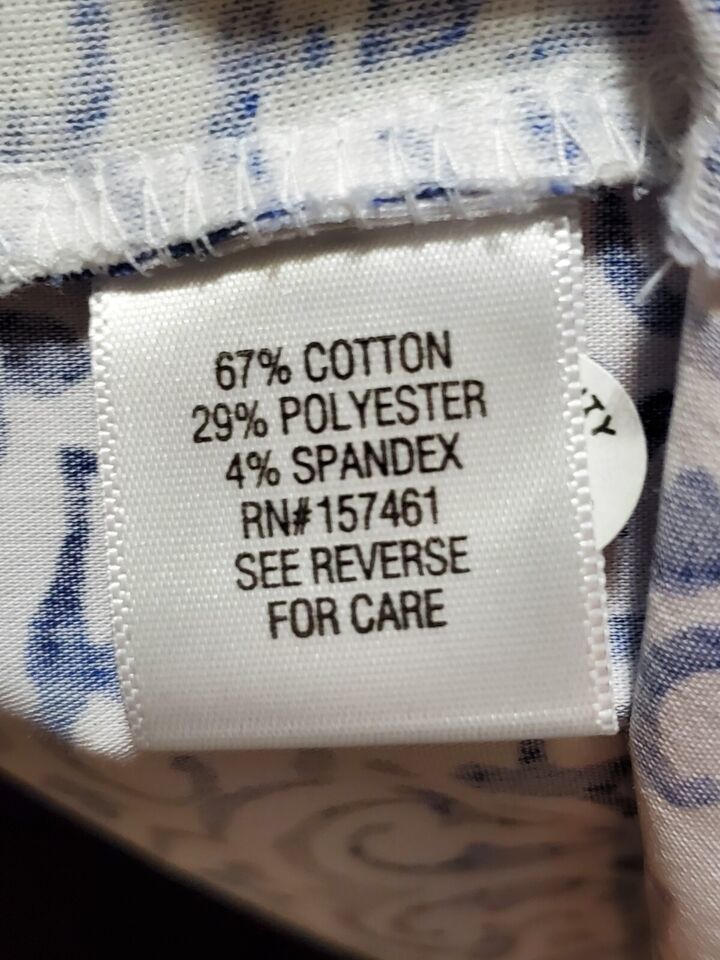 67% COTTON
29% POLYESTER
4% SPANDEX
RN#157461
SEE REVERSE
FOR CARE